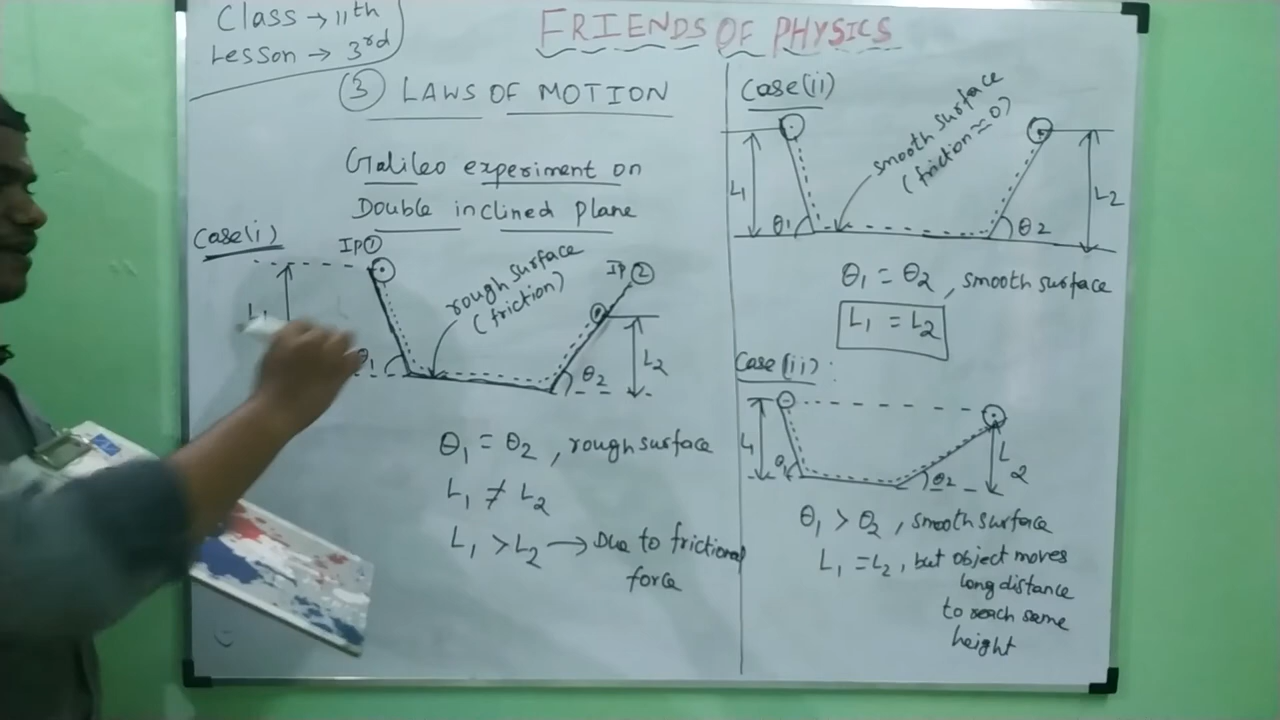 Class → 11th
Lesson → 3rd
FRIENDS OF PHYSICS
③ LAWS OF MOTION
Galileo experiment on
Double inclined plane
Case(i)
IP①
rough surface
(friction)
IP②
L₁
θ₁
θ₂
L₂
θ₁ = θ₂, rough surface
L₁ ≠ L₂
L₁ > L₂ → Due to frictional
force
Case(ii)
smooth surface
(friction ≈ 0)
L₁
θ₁
θ₂
L₂
θ₁ = θ₂, smooth surface
L₁ = L₂
Case(ii) :
L₁
θ₁
θ₂
L₂
θ₁ > θ₂, smooth surface
L₁ = L₂, but object moves
long distance
to reach same
height